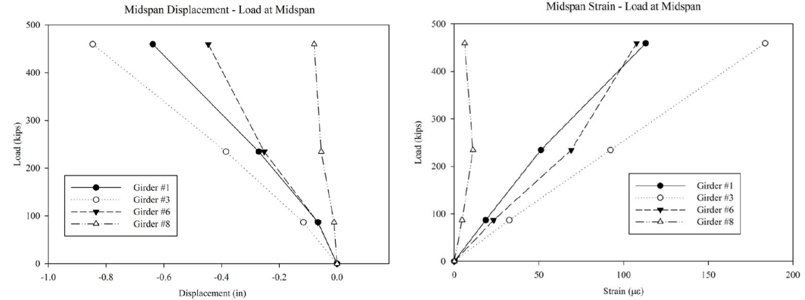 Midspan Displacement - Load at Midspan
500
400
300
200
100
0
Load (kips)
Girder #1
Girder #3
Girder #6
Girder #8
-1.0 -0.8 -0.6 -0.4 -0.2 0.0
Displacement (in)
Midspan Strain - Load at Midspan
500
400
300
200
100
0
Load (kips)
Girder #1
Girder #3
Girder #6
Girder #8
0 50 100 150 200
Strain (με)